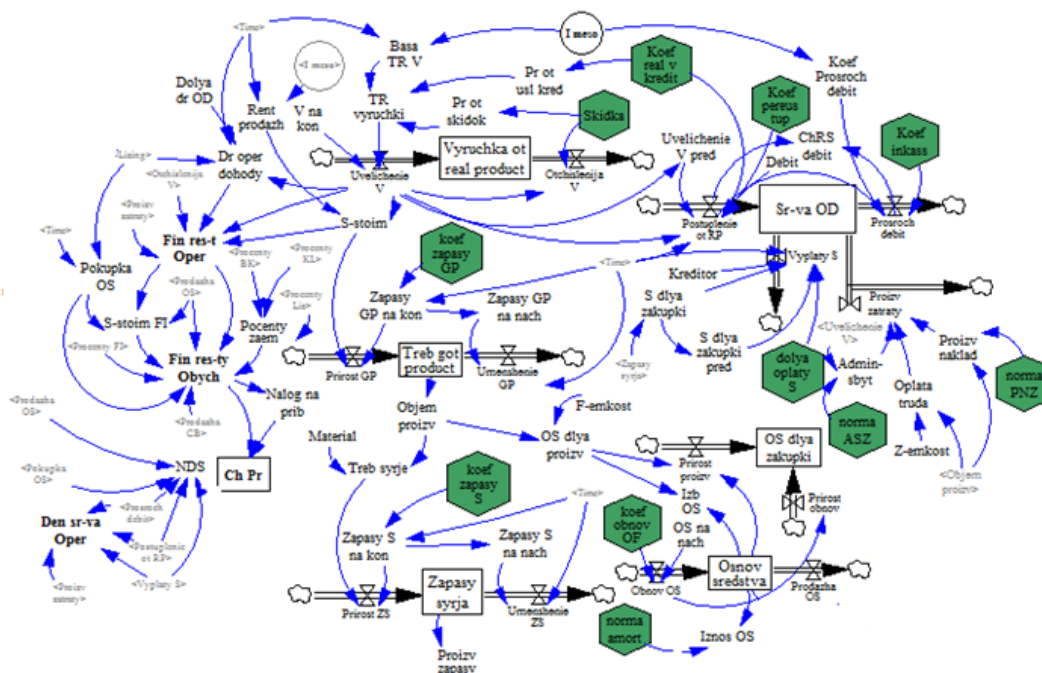 <Time>
I mese
Basa
TR V
Koef
real v
kredit
Koef
Prosroch
debit
<I mese>
Dolya
dr OD
Rent
prodazh
V na
kon
TR
vyruchki
Pr ot
usl kred
Pr ot
skidok
Skidka
Koef
pereus
tup
ChRS
debit
Koef
inkass
<Lizing>
<Otchislenija
V>
Dr oper
dohody
Uvelichenie
V
Vyruchka ot
real product
Otchislenija
V
Uvelichenie
V pred
Debit
Postuplenie
ot RP
Sr-va OD
Prosroch
debit
<Proizv
zatraty>
S-stoim
<Time>
Fin res-t
Oper
<Procenty
BK>
<Procenty
KL>
koef
zapasy
GP
<Time>
Kreditor
Vyplaty S
Pokupka
OS
<Prodazha
OS>
<Procenty
Liz>
Zapasy
GP na kon
Zapasy GP
na nach
S dlya
zakupki
Proizv
zatraty
S-stoim FI
Pocenty
zaem
<Procenty FI>
Fin res-ty
Obych
Prirost GP
Treb got
product
Umenshenie
GP
<Zapasy
syrja>
S dlya
zakupki
pred
<Uvelichenie
V>
dolya
oplaty
S
Admin-
sbyt
Proizv
naklad
norma
PNZ
<Prodazha
OS>
<Prodazha
CB>
Nalog na
prib
Objem
proizv
F-emkost
Oplata
truda
norma
ASZ
Z-emkost
<Objem
proizv>
Material
OS dlya
proizv
Prirost
proizv
OS dlya
zakupki
<Pokupka
OS>
NDS
Ch Pr
Treb syrje
koef
zapasy
S
<Time>
Izb
OS
Prirost
obnov
Den sr-va
Oper
<Prosroch
debit>
<Postuplenie
ot RP>
<Vyplaty S>
<Proizv
zatraty>
Zapasy S
na kon
Zapasy S
na nach
koef
obnov
OF
OS na
nach
Obnov OS
Osnov
sredstva
Prodazha
OS
Prirost ZS
Zapasy
syrja
Umenshenie
ZS
norma
amort
Iznos OS
Proizv
zapasy